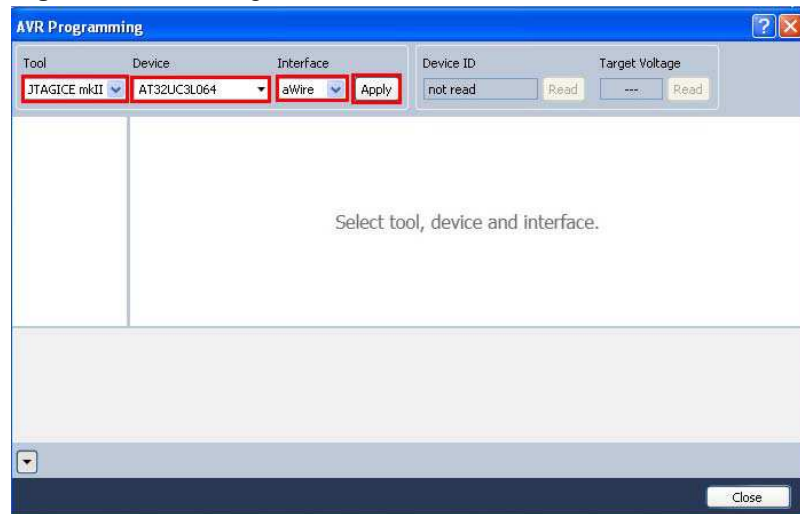 AVR Programming
Tool Device Interface Device ID Target Voltage
JTAGICE mkII AT32UC3L064 aWire Apply not read Read --- Read
Select tool, device and interface.
Close